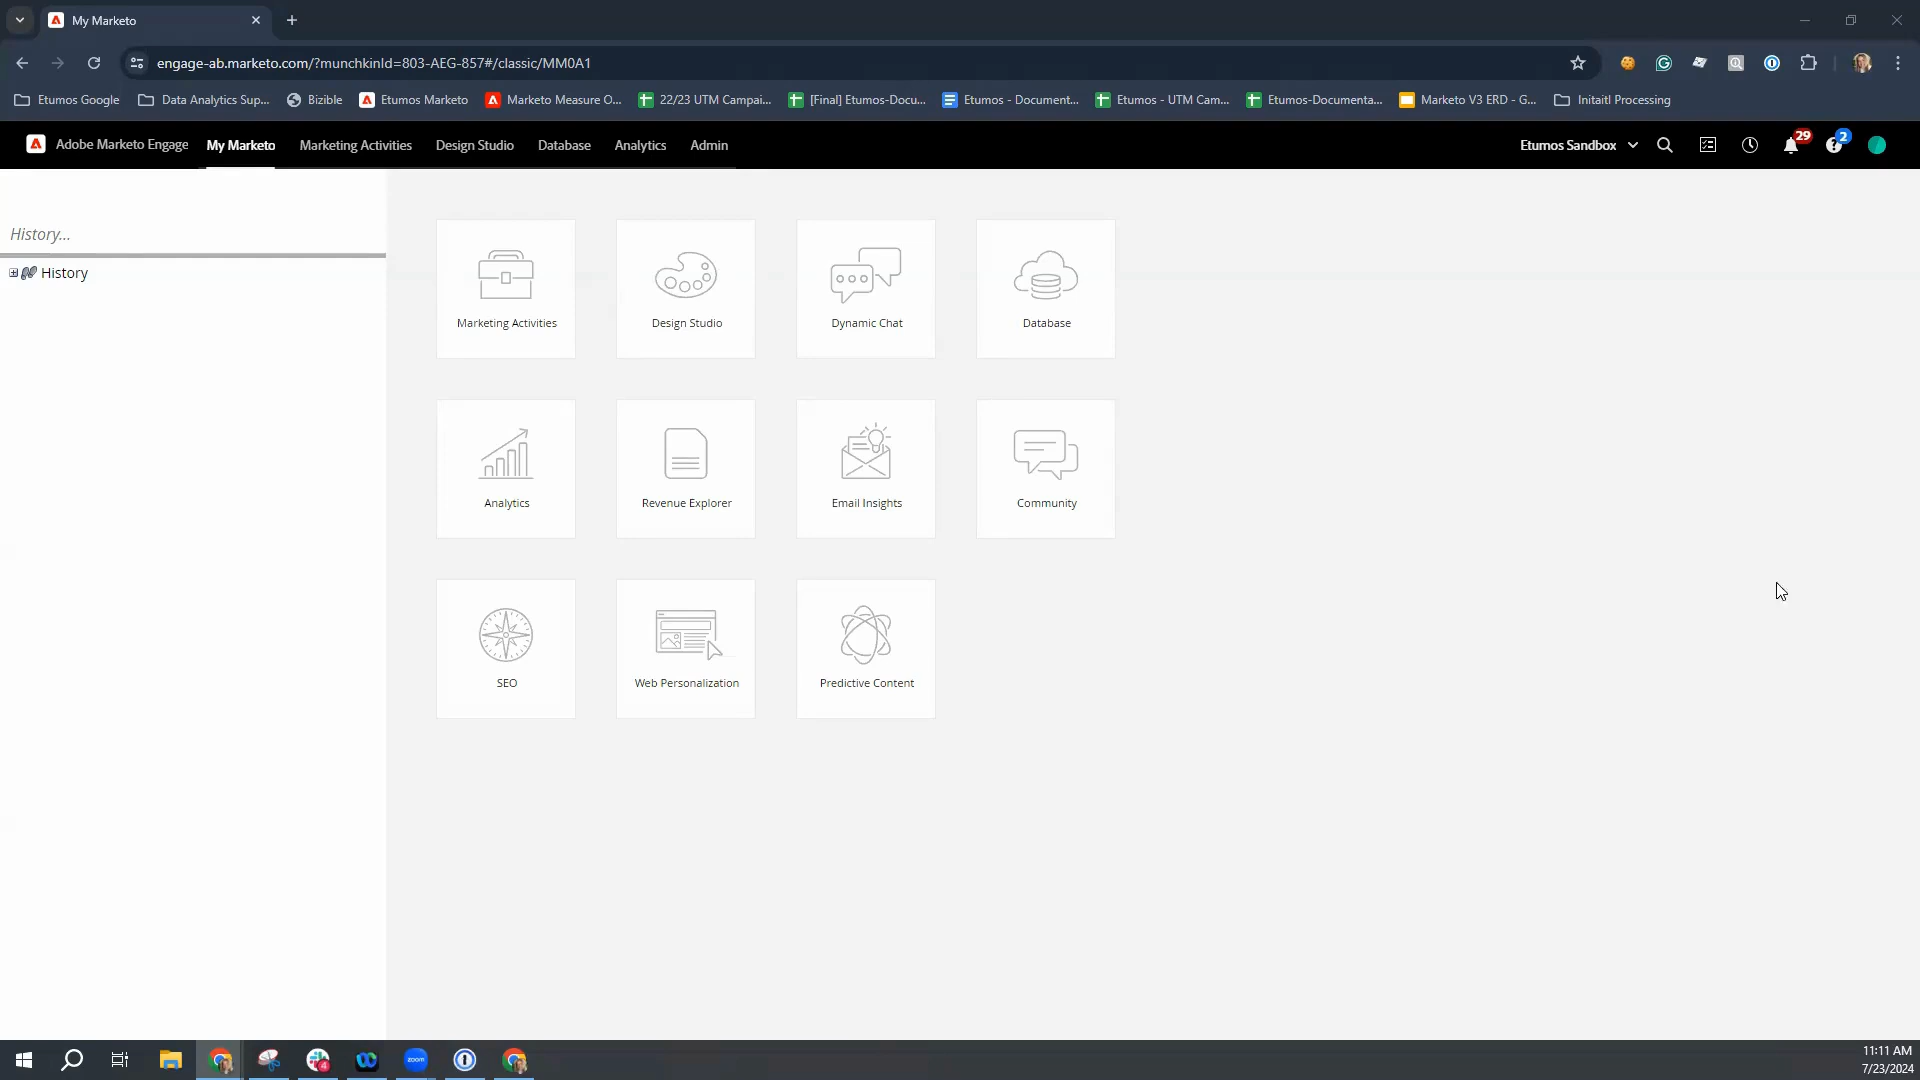 My Marketo
engage-ab.marketo.com/?munchkinId=803-AEG-857#/classic/MM0A1
Etumos Google
Data Analytics Sup...
Bizible
Etumos Marketo
Marketo Measure O...
22/23 UTM Campai...
[Final] Etumos-Docu...
Etumos - Document...
Etumos - UTM Cam...
Etumos-Documenta...
Marketo V3 ERD - G...
Initaitl Processing
Adobe Marketo Engage
My Marketo
Marketing Activities
Design Studio
Database
Analytics
Admin
Etumos Sandbox
29
2
History...
History
Marketing Activities
Design Studio
Dynamic Chat
Database
Analytics
Revenue Explorer
Email Insights
Community
SEO
Web Personalization
Predictive Content
zoom
4
11:11 AM
7/23/2024